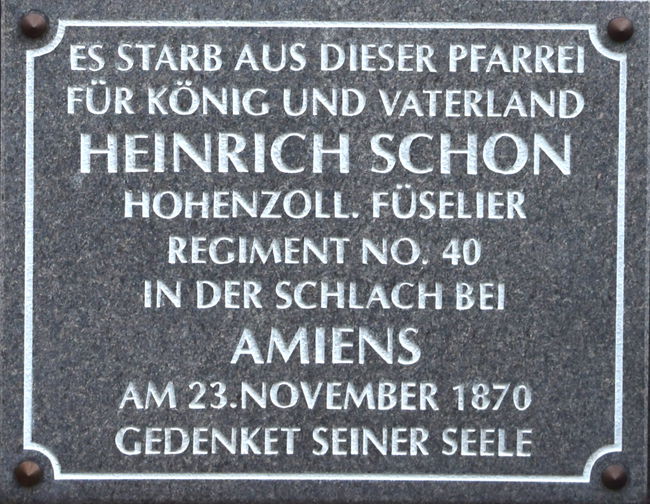 ES STARB AUS DIESER PFARREI
FÜR KÖNIG UND VATERLAND
HEINRICH SCHON
HOHENZOLL. FÜSELIER
REGIMENT NO. 40
IN DER SCHLACH BEI
AMIENS
AM 23.NOVEMBER 1870
GEDENKET SEINER SEELE